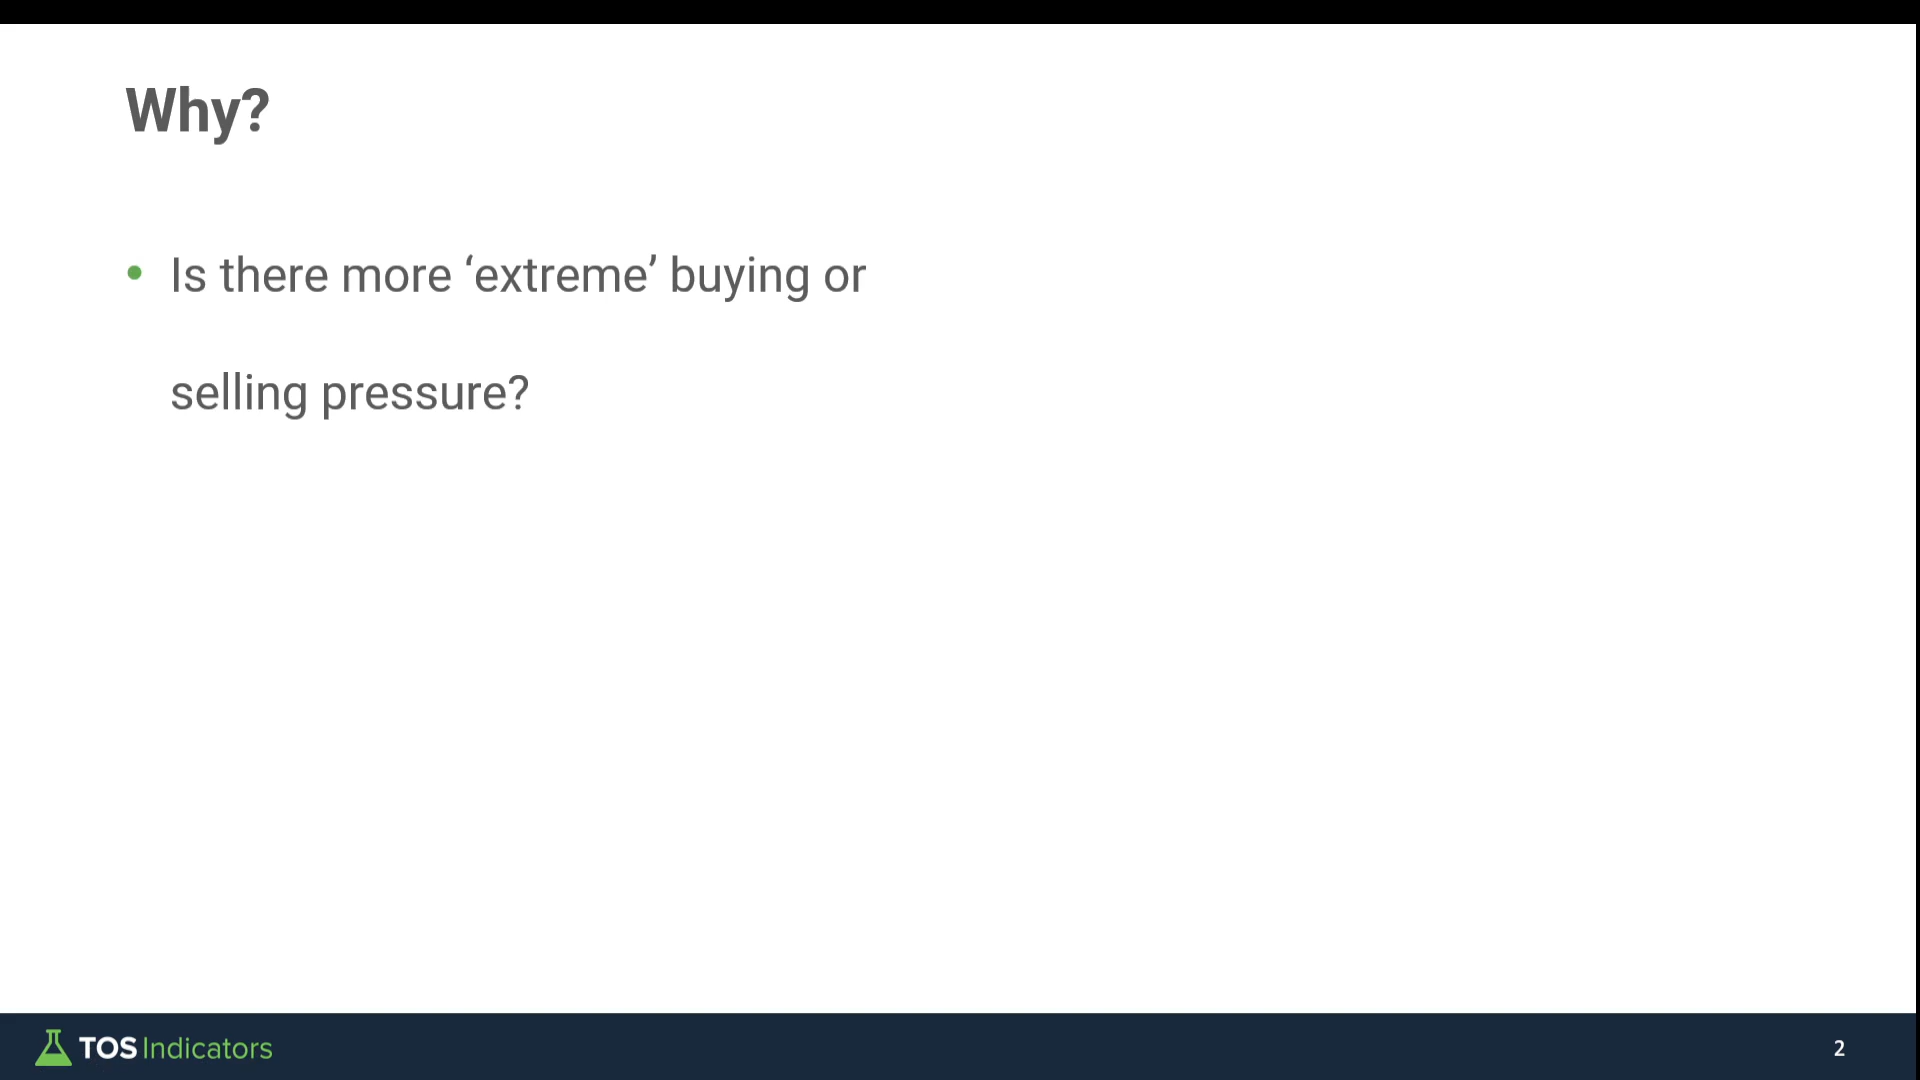 Why?
• Is there more ‘extreme’ buying or
selling pressure?
TOS Indicators
2